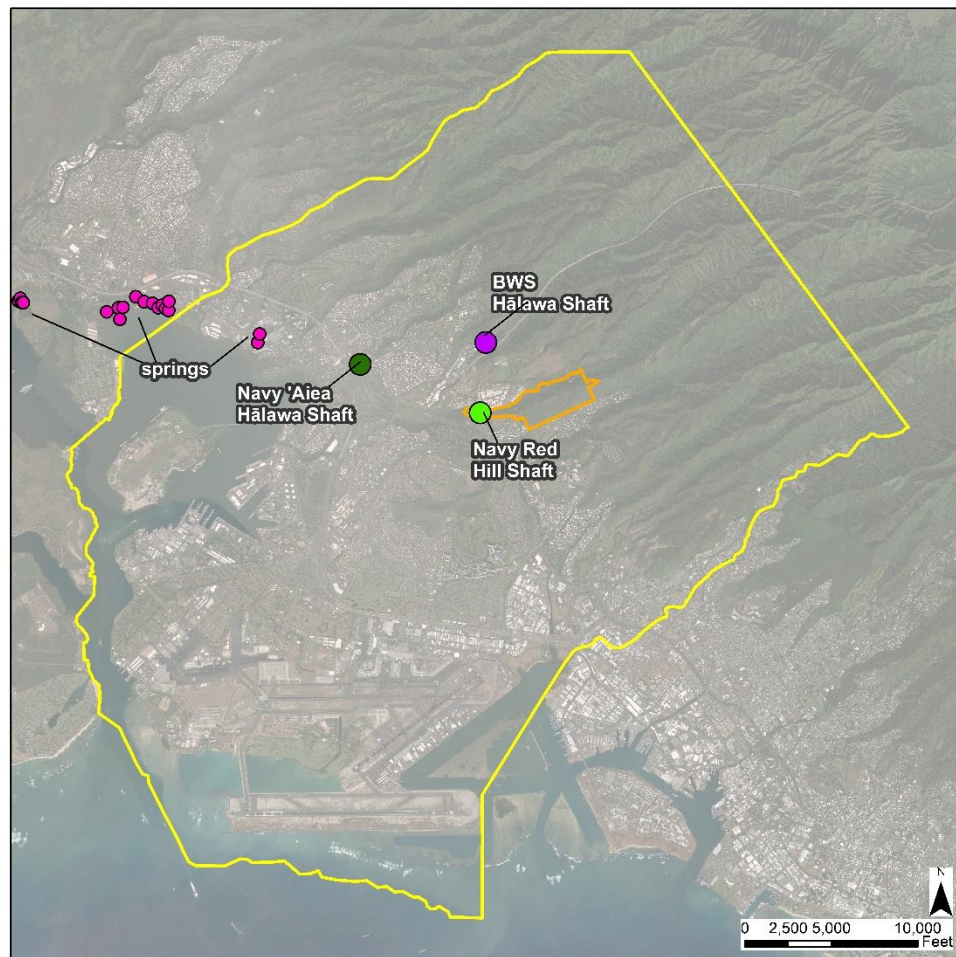 BWS
Hālawa Shaft
springs
Navy 'Aiea
Hālawa Shaft
Navy Red
Hill Shaft
N
0 2,500 5,000 10,000
Feet